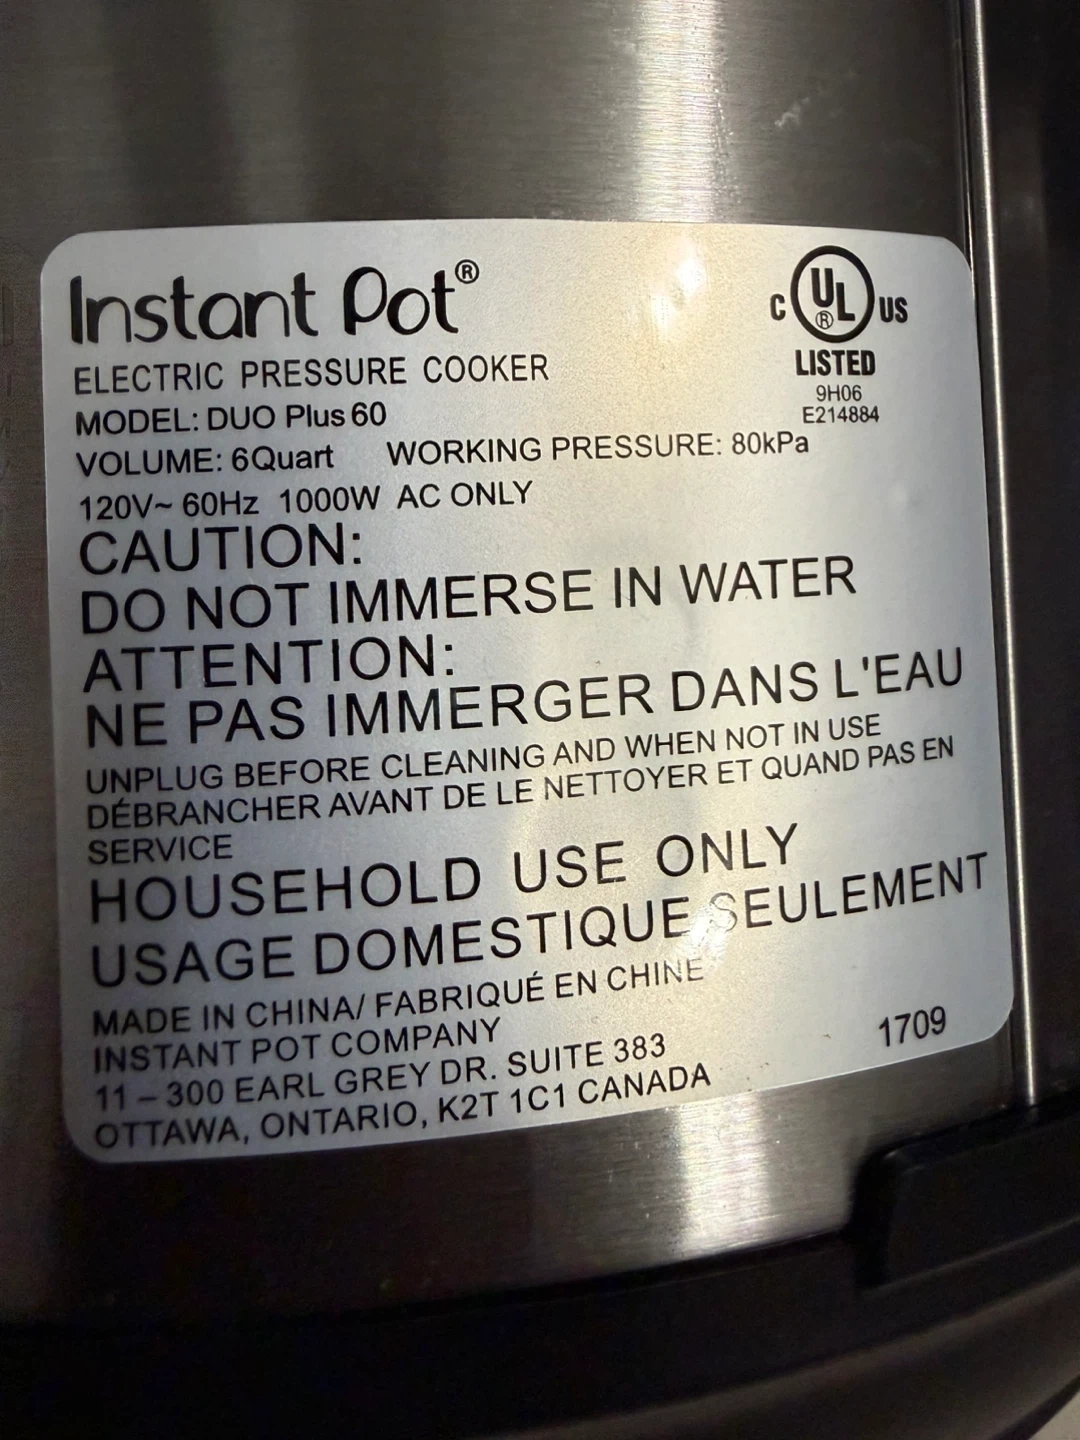 Instant Pot®
C UL® US
LISTED
9H06
E214884
ELECTRIC PRESSURE COOKER
MODEL: DUO Plus 60
VOLUME: 6Quart WORKING PRESSURE: 80kPa
120V~ 60Hz 1000W AC ONLY
CAUTION:
DO NOT IMMERSE IN WATER
ATTENTION:
NE PAS IMMERGER DANS L'EAU
UNPLUG BEFORE CLEANING AND WHEN NOT IN USE
DÉBRANCHER AVANT DE LE NETTOYER ET QUAND PAS EN
SERVICE
HOUSEHOLD USE ONLY
USAGE DOMESTIQUE SEULEMENT
MADE IN CHINA/ FABRIQUÉ EN CHINE
INSTANT POT COMPANY
11 – 300 EARL GREY DR. SUITE 383
OTTAWA, ONTARIO, K2T 1C1 CANADA
1709